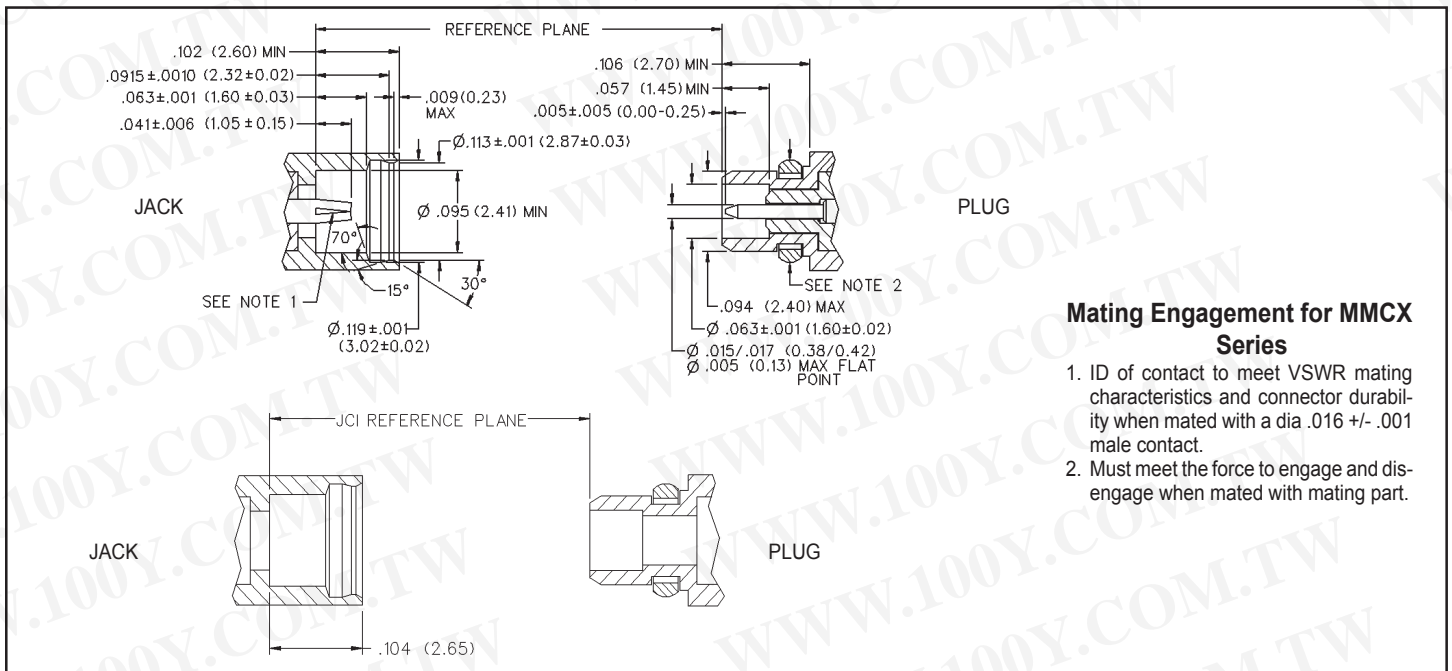 REFERENCE PLANE
.102 (2.60) MIN
.0915±.0010 (2.32±0.02)
.063±.001 (1.60±0.03)
.041±.006 (1.05±0.15)
.009(0.23)
MAX
Ø.113±.001 (2.87±0.03)
.106 (2.70) MIN
.057 (1.45) MIN
.005±.005 (0.00-0.25)
JACK
Ø .095 (2.41) MIN
PLUG
70°
SEE NOTE 1
15°
30°
Ø.119±.001
(3.02±0.02)
SEE NOTE 2
.094 (2.40) MAX
Ø .063±.001 (1.60±0.02)
Ø .015/.017 (0.38/0.42)
Ø .005 (0.13) MAX FLAT
POINT
Mating Engagement for MMCX
Series
1. ID of contact to meet VSWR mating
characteristics and connector durabil-
ity when mated with a dia .016 +/- .001
male contact.
2. Must meet the force to engage and dis-
engage when mated with mating part.
JCI REFERENCE PLANE
JACK
PLUG
.104 (2.65)
WWW.100Y.COM.TW